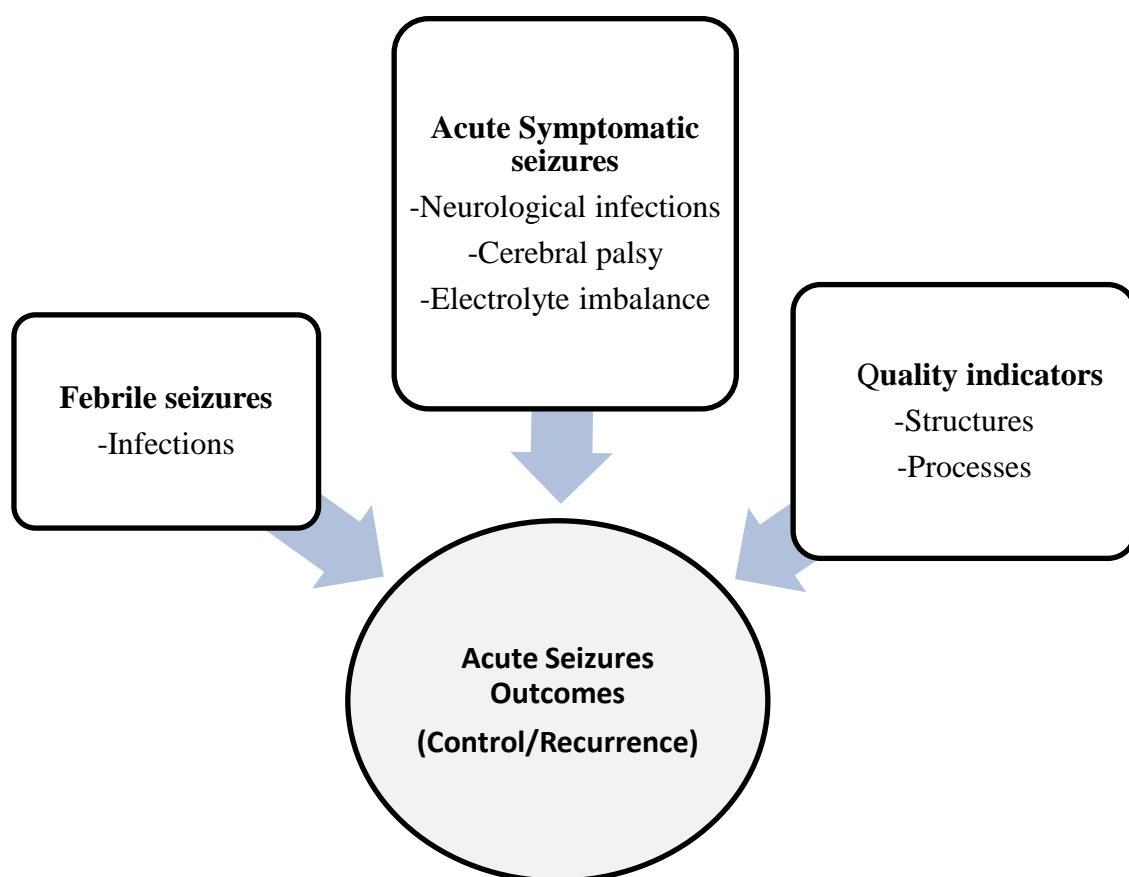 Acute Symptomatic
seizures
-Neurological infections
-Cerebral palsy
-Electrolyte imbalance
Febrile seizures
-Infections
Quality indicators
-Structures
-Processes
Acute Seizures
Outcomes
(Control/Recurrence)